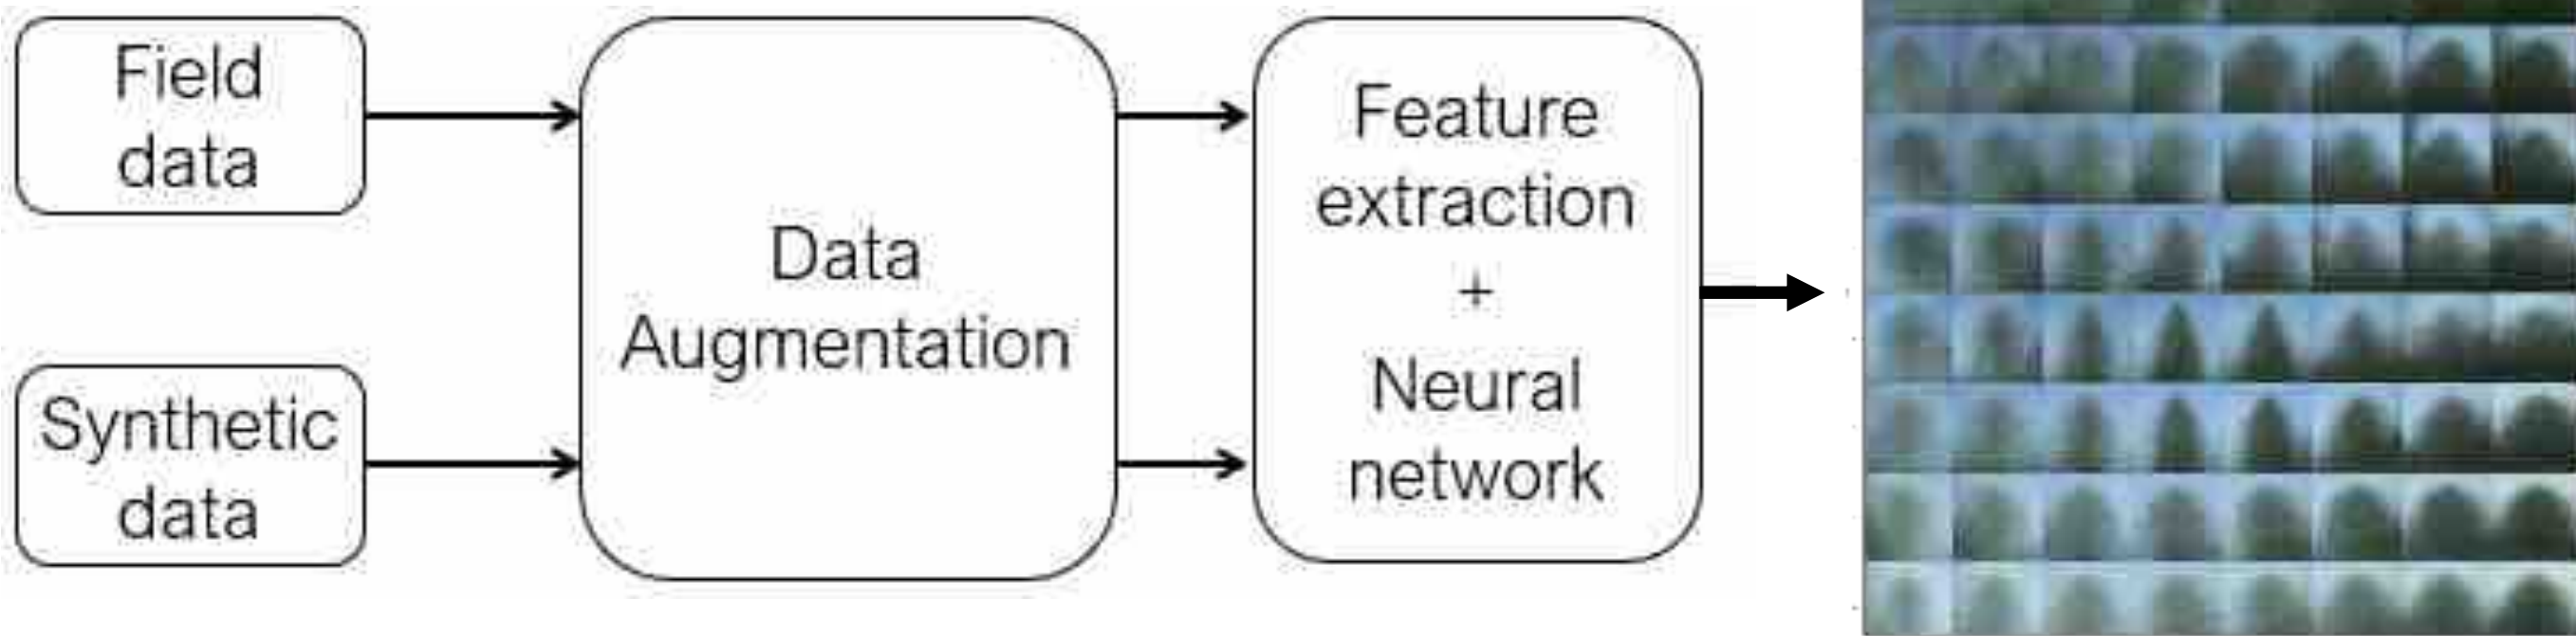 Field
data
Synthetic
data
Data
Augmentation
Feature
extraction
+
Neural
network